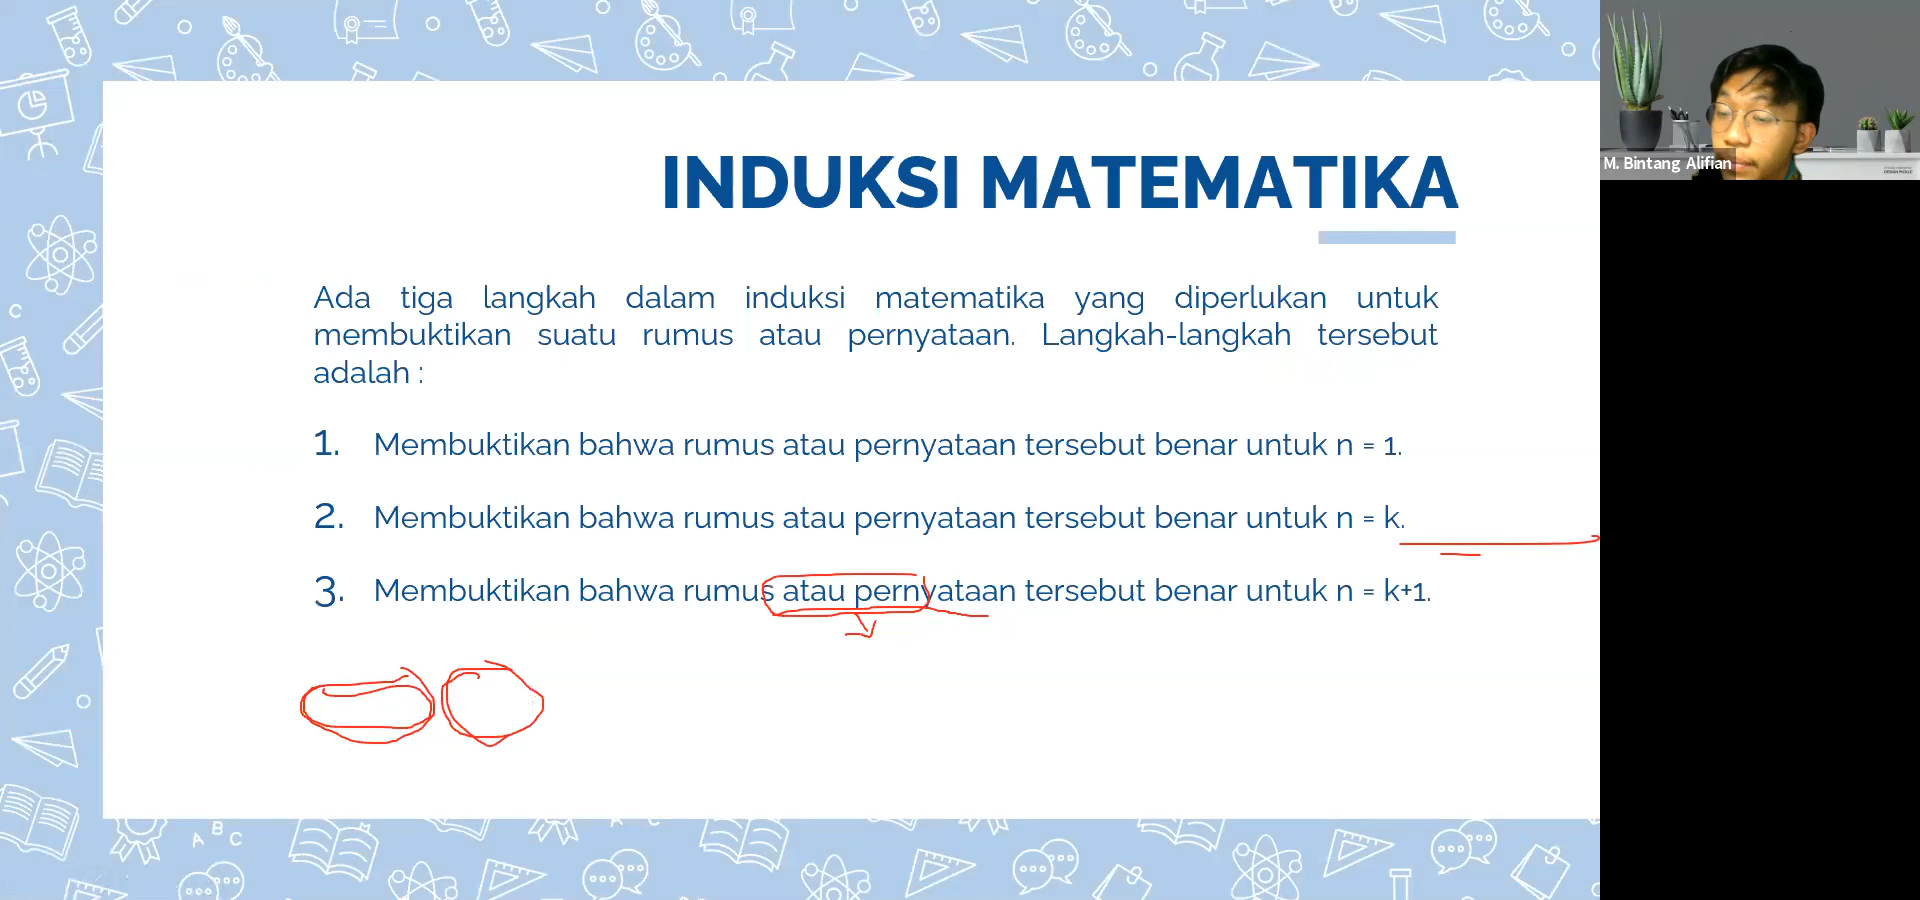 INDUKSI MATEMATIKA
M. Bintang Alifian
Ada tiga langkah dalam induksi matematika yang diperlukan untuk
membuktikan suatu rumus atau pernyataan. Langkah-langkah tersebut
adalah :
1. Membuktikan bahwa rumus atau pernyataan tersebut benar untuk n = 1.
2. Membuktikan bahwa rumus atau pernyataan tersebut benar untuk n = k.
3. Membuktikan bahwa rumus atau pernyataan tersebut benar untuk n = k+1.
C
A B C